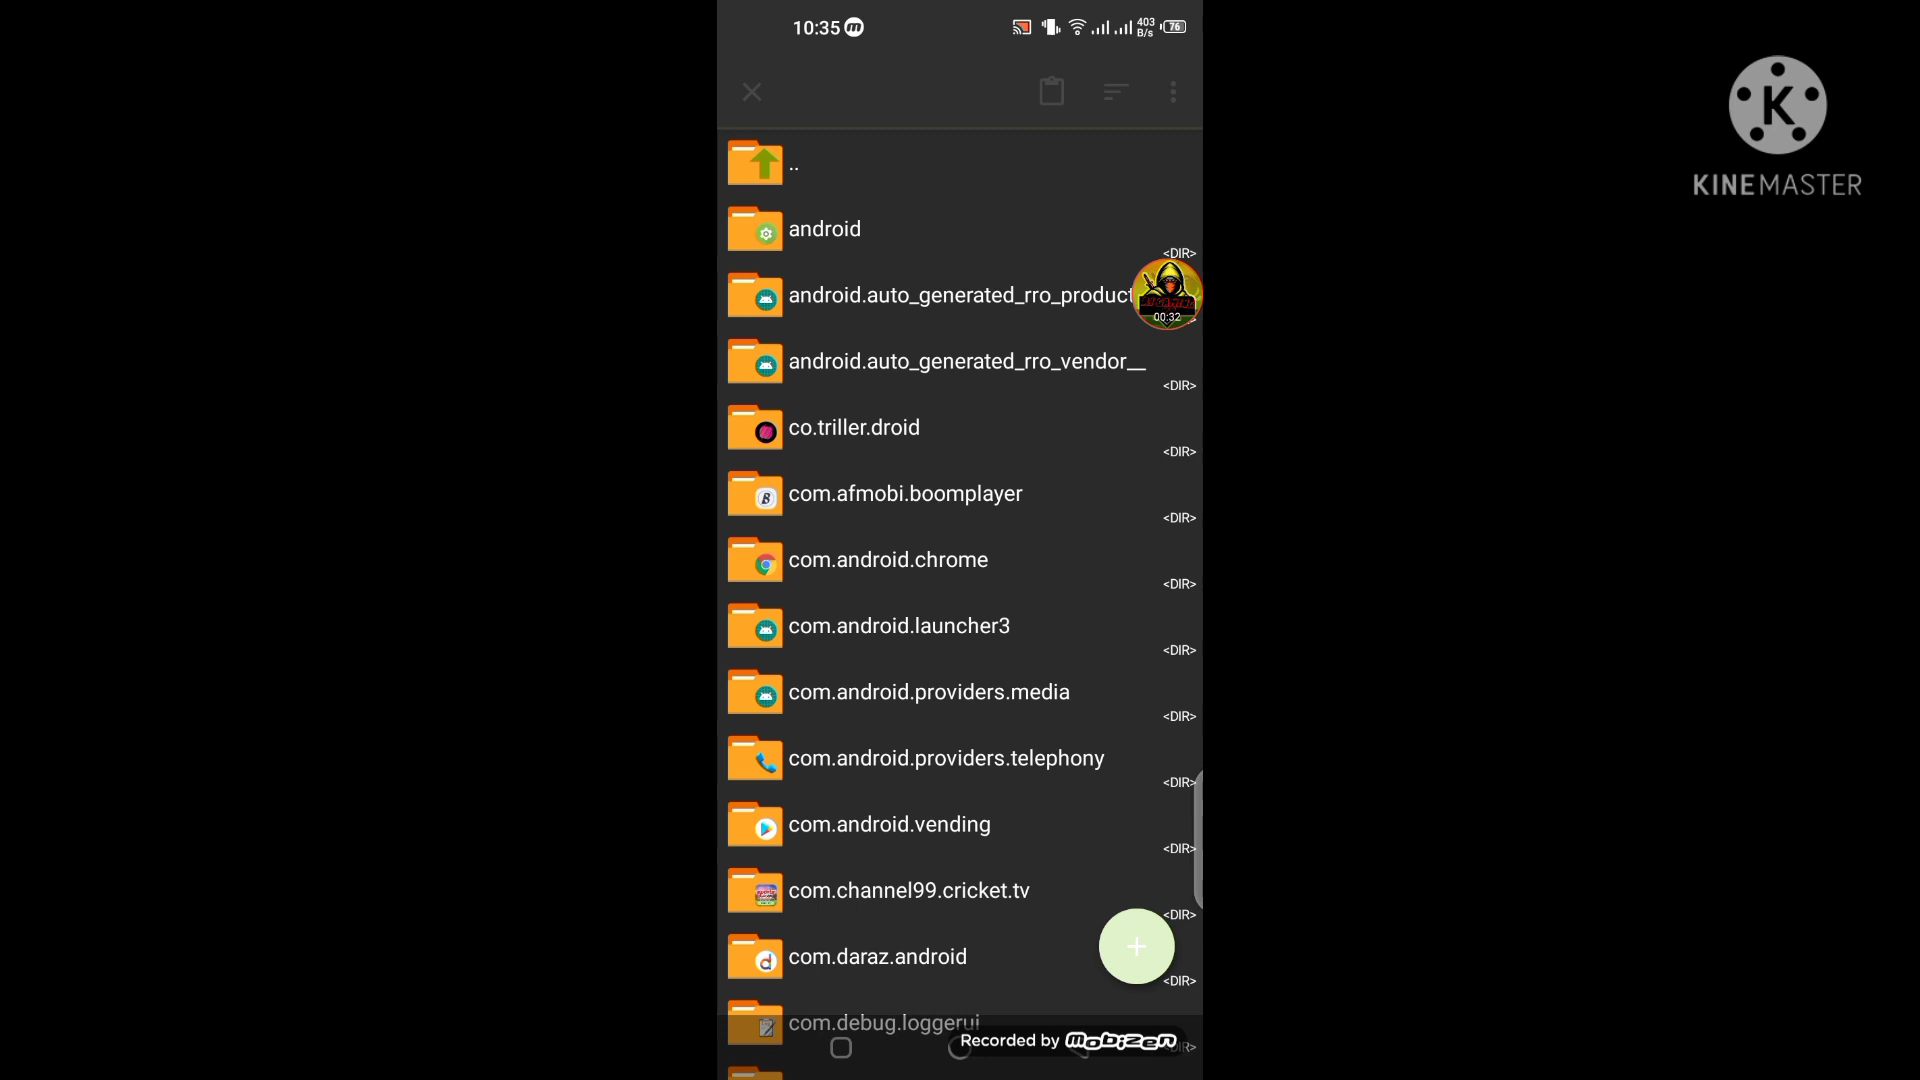 10:35
403
B/s
76
K
KINEMASTER
..
android
<DIR>
android.auto_generated_rro_product
00:32
android.auto_generated_rro_vendor__
<DIR>
co.triller.droid
<DIR>
com.afmobi.boomplayer
<DIR>
com.android.chrome
<DIR>
com.android.launcher3
<DIR>
com.android.providers.media
<DIR>
com.android.providers.telephony
<DIR>
com.android.vending
<DIR>
com.channel99.cricket.tv
<DIR>
com.daraz.android
<DIR>
com.debug.loggerui
Recorded by mobizen